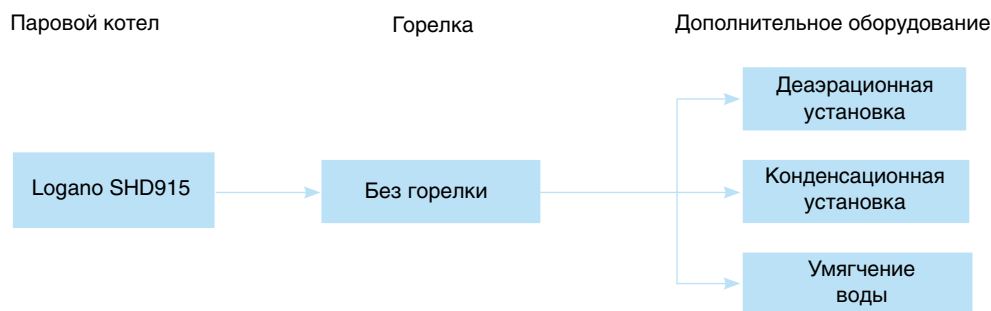 Паровой котел
Горелка
Дополнительное оборудование
Logano SHD915
Без горелки
Деаэрационная
установка
Конденсационная
установка
Умягчение
воды